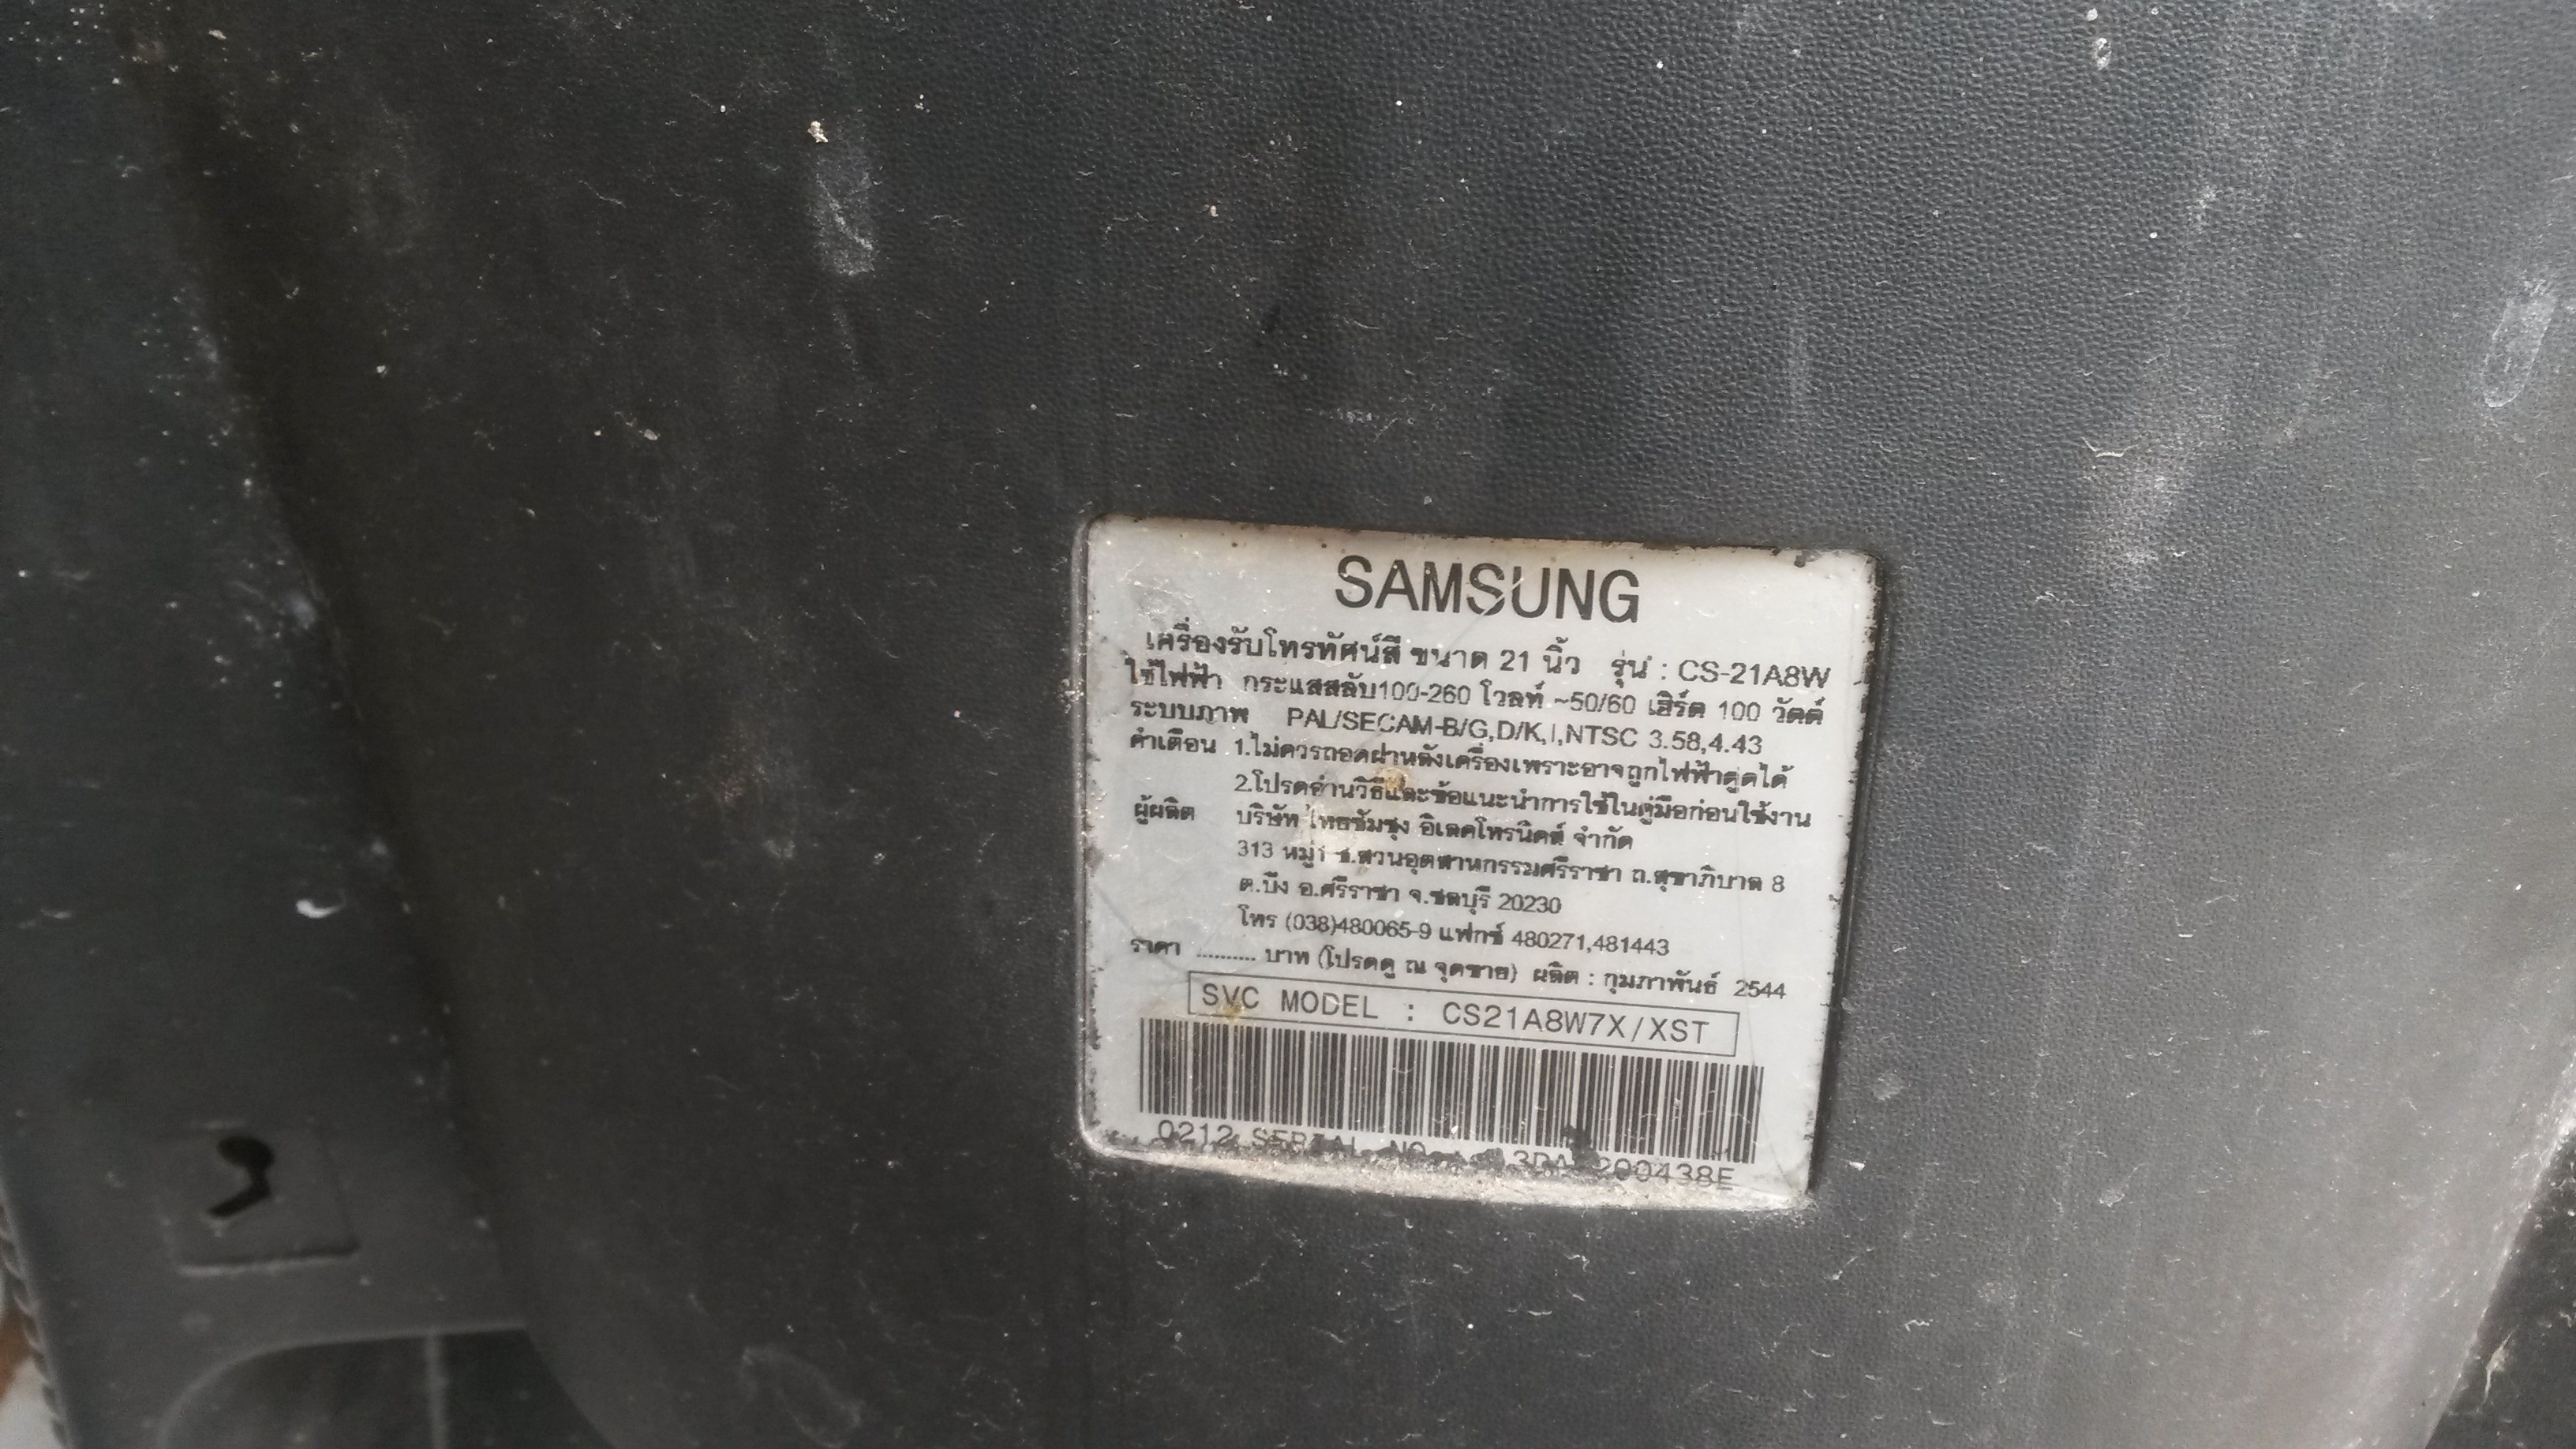 SAMSUNG
เครื่องรับโทรทัศน์สี ขนาด 21 นิ้ว รุ่น : CS-21A8W
ใช้ไฟฟ้า กระแสสลับ100-260 โวลท์ ~50/60 เฮิร์ต 100 วัตต์
ระบบภาพ PAL/SECAM-B/G,D/K,I,NTSC 3.58,4.43
คำเตือน 1.ไม่ควรถอดฝาหลังเครื่องเพราะอาจถูกไฟฟ้าดูดได้
2.โปรดอ่านวิธีและข้อแนะนำการใช้ในคู่มือก่อนใช้งาน
ผู้ผลิต บริษัท ไทยซัมซุง อิเลคโทรนิคส์ จำกัด
313 หมู่1 ซ.สวนอุตสาหกรรมศรีราชา ถ.สุขาภิบาล 8
ต.บึง อ.ศรีราชา จ.ชลบุรี 20230
โทร (038)480065-9 แฟกซ์ 480271,481443
ราคา .......... บาท (โปรดดู ณ จุดขาย) ผลิต : กุมภาพันธ์ 2544
SVC MODEL : CS21A8W7X/XST
0212 SERIAL NO